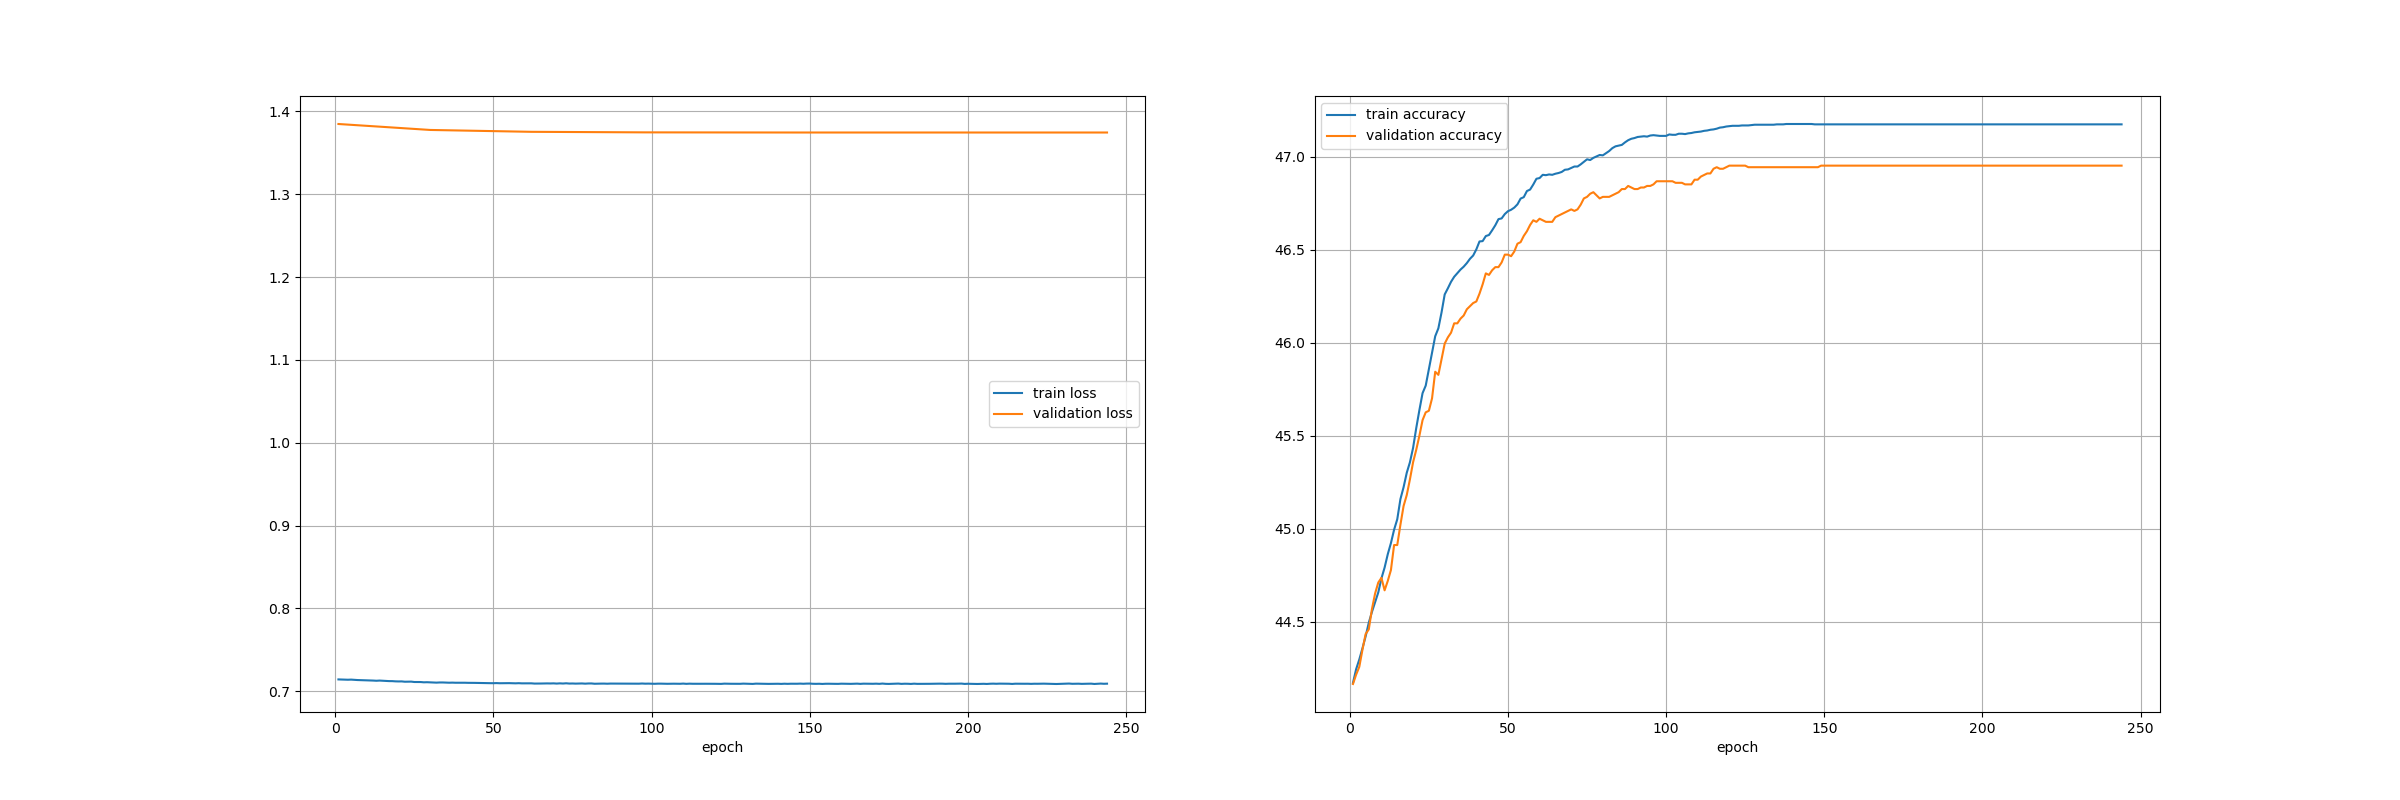 1.4
1.3
1.2
1.1
1.0
0.9
0.8
0.7
0 50 100 150 200 250
epoch
train loss
validation loss
train accuracy
validation accuracy
47.0
46.5
46.0
45.5
45.0
44.5
0 50 100 150 200 250
epoch